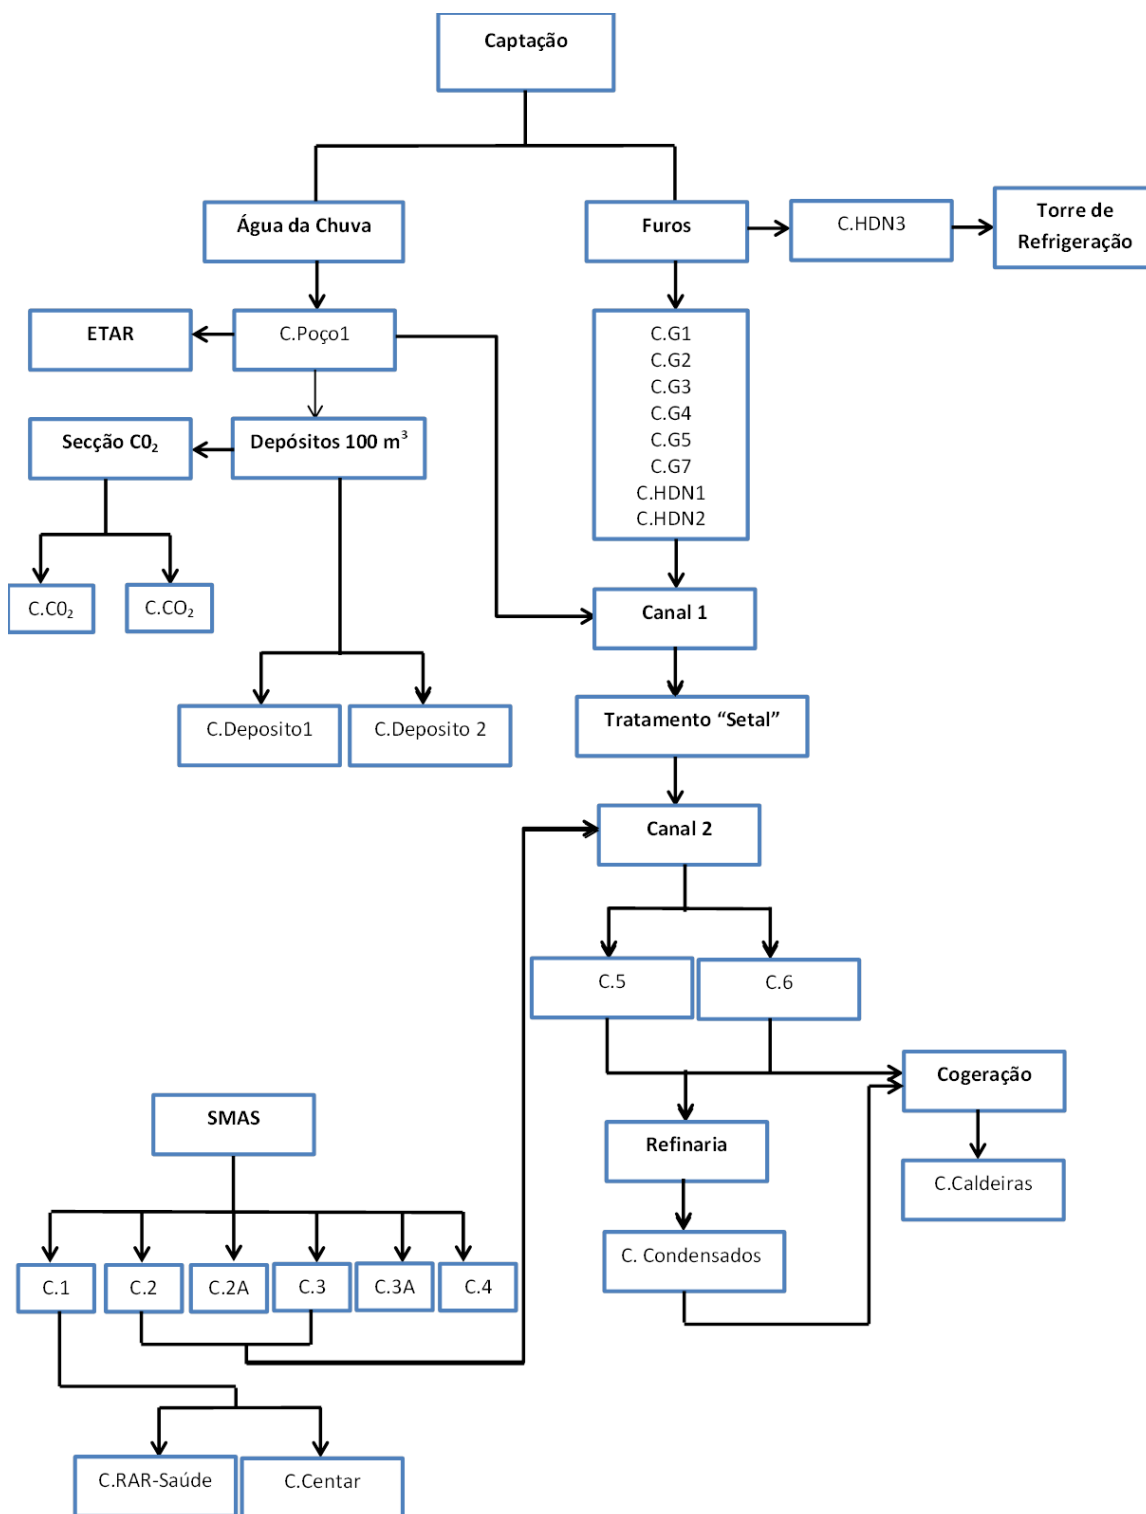 Captação
Água da Chuva
Furos
C.HDN3
Torre de
Refrigeração
ETAR
C.Poço1
C.G1
C.G2
C.G3
C.G4
C.G5
C.G7
C.HDN1
C.HDN2
Secção C0₂
Depósitos 100 m³
C.C0₂
C.CO₂
Canal 1
C.Deposito1
C.Deposito 2
Tratamento “Setal”
Canal 2
C.5
C.6
Cogeração
SMAS
Refinaria
C.Caldeiras
C. Condensados
C.1
C.2
C.2A
C.3
C.3A
C.4
C.RAR-Saúde
C.Centar